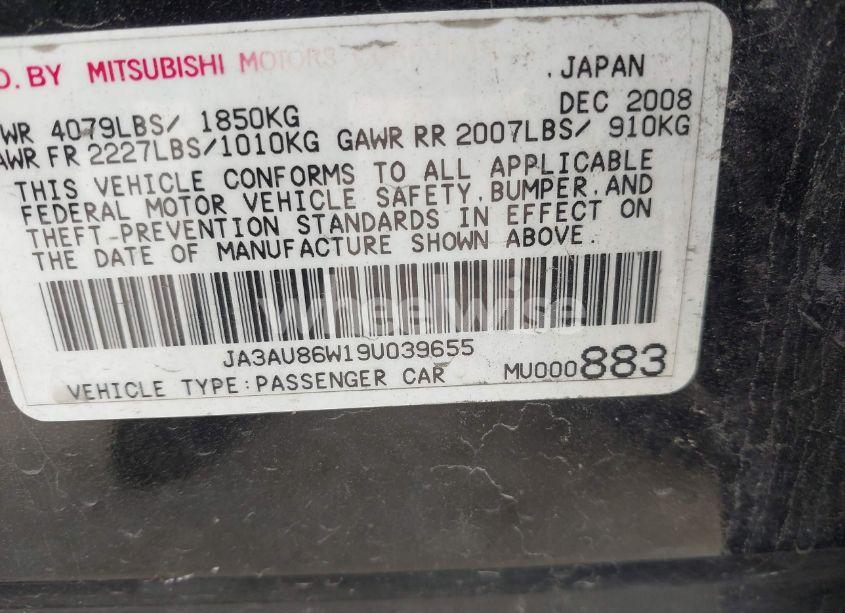 D. BY MITSUBISHI MOTORS CORPORATION
. JAPAN
DEC 2008
WR 4079LBS/ 1850KG
AWR FR 2227LBS/1010KG GAWR RR 2007LBS/ 910KG
THIS VEHICLE CONFORMS TO ALL APPLICABLE
FEDERAL MOTOR VEHICLE SAFETY, BUMPER, AND
THEFT-PREVENTION STANDARDS IN EFFECT ON
THE DATE OF MANUFACTURE SHOWN ABOVE.
wheelwise
JA3AU86W19U039655
VEHICLE TYPE:PASSENGER CAR MU000883